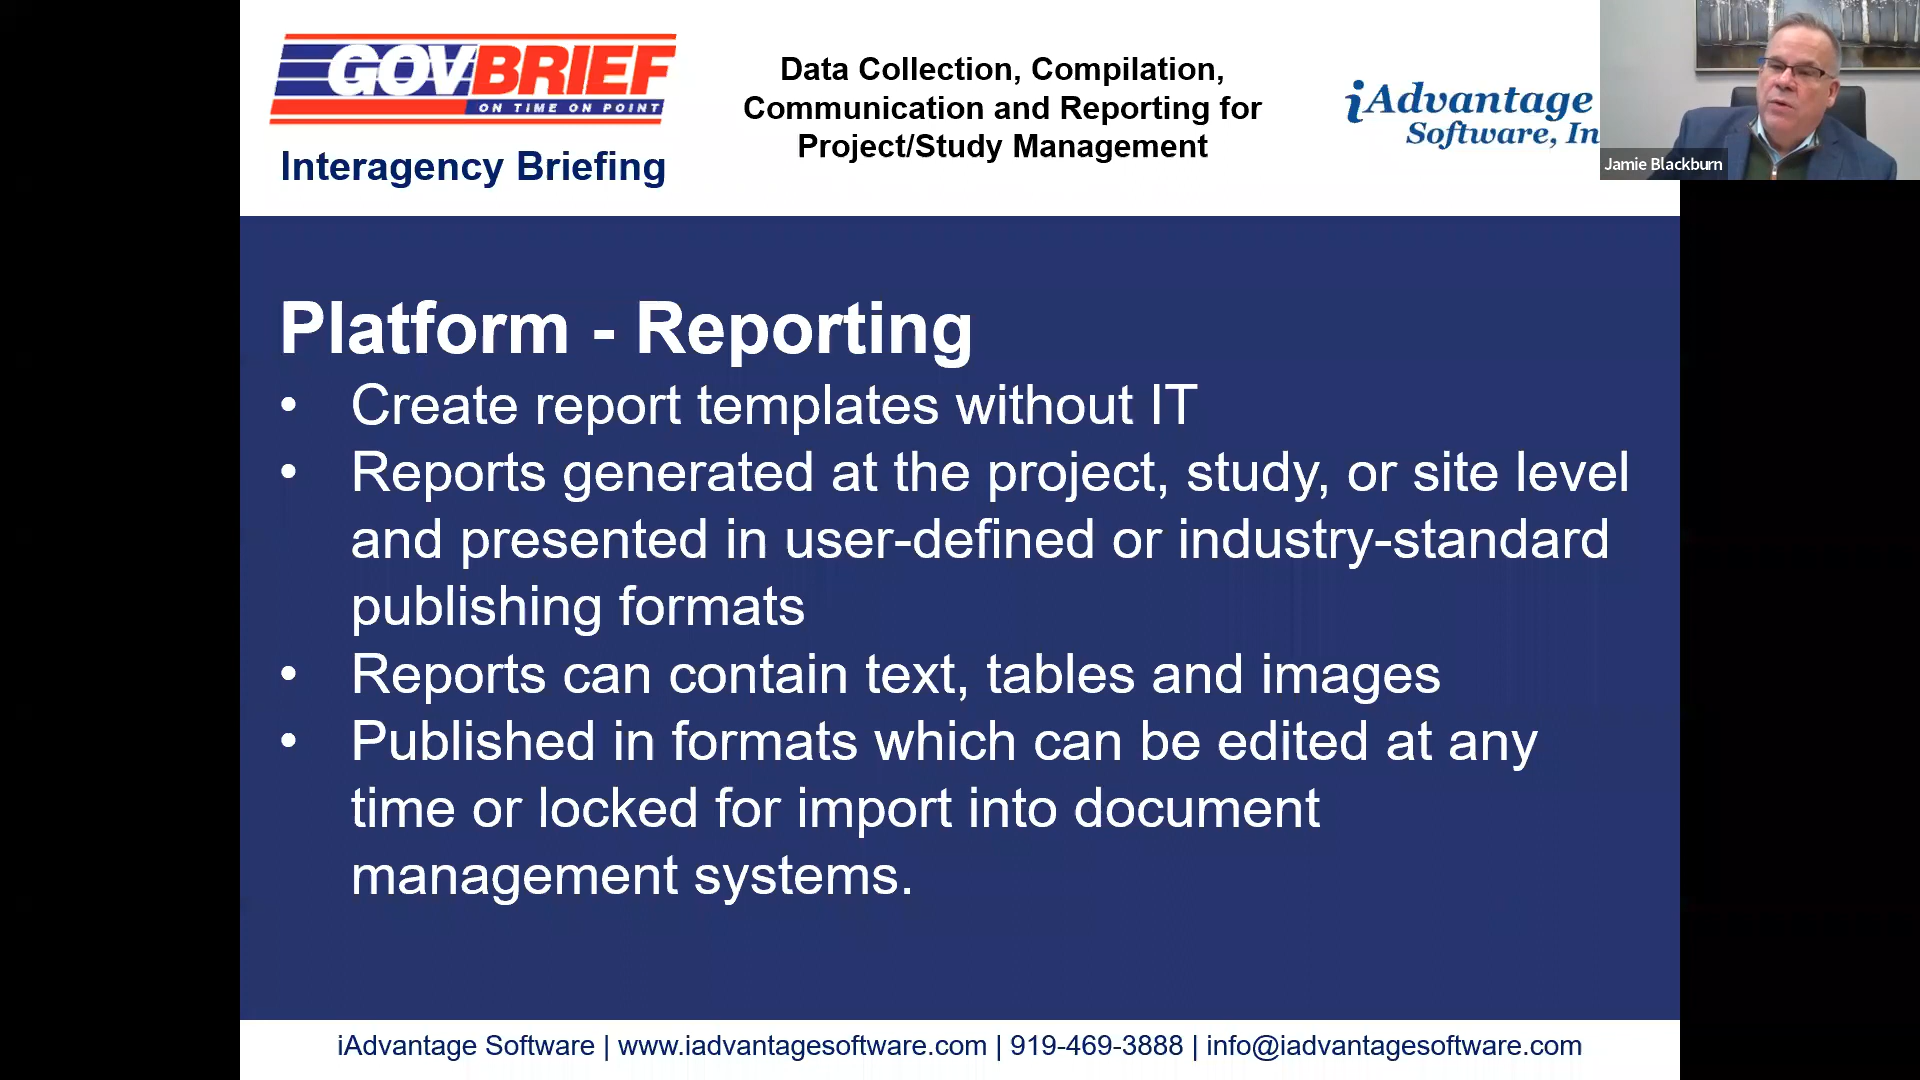 GOVBRIEF
ON TIME ON POINT
Interagency Briefing
Data Collection, Compilation,
Communication and Reporting for
Project/Study Management
iAdvantage
Software, In
Jamie Blackburn
Platform - Reporting
• Create report templates without IT
• Reports generated at the project, study, or site level
and presented in user-defined or industry-standard
publishing formats
• Reports can contain text, tables and images
• Published in formats which can be edited at any
time or locked for import into document
management systems.
iAdvantage Software | www.iadvantagesoftware.com | 919-469-3888 | info@iadvantagesoftware.com